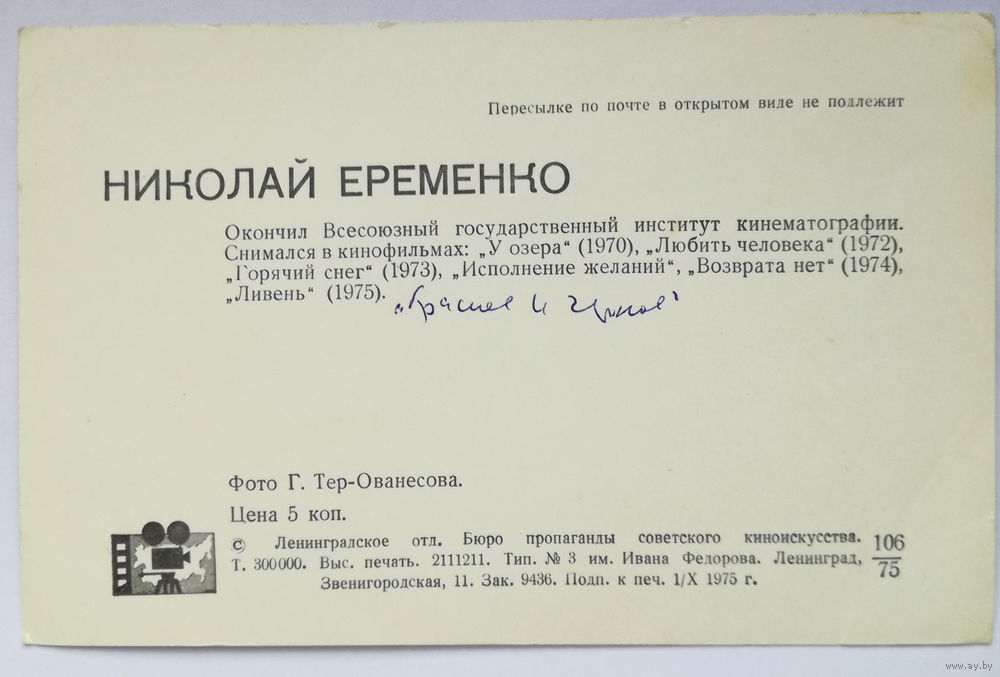 Пересылке по почте в открытом виде не подлежит
НИКОЛАЙ ЕРЕМЕНКО
Окончил Всесоюзный государственный институт кинематографии.
Снимался в кинофильмах: „У озера“ (1970), „Любить человека“ (1972),
„Горячий снег“ (1973), „Исполнение желаний“, „Возврата нет“ (1974),
„Ливень“ (1975).
и
Фото Г. Тер-Ованесова.
Цена 5 коп.
© Ленинградское отд. Бюро пропаганды советского киноискусства.
Т. 300000. Выс. печать. 2111211. Тип. № 3 им. Ивана Федорова. Ленинград,
Звенигородская, 11. Зак. 9436. Подп. к печ. 1/X 1975 г.
106
75
www.ay.by